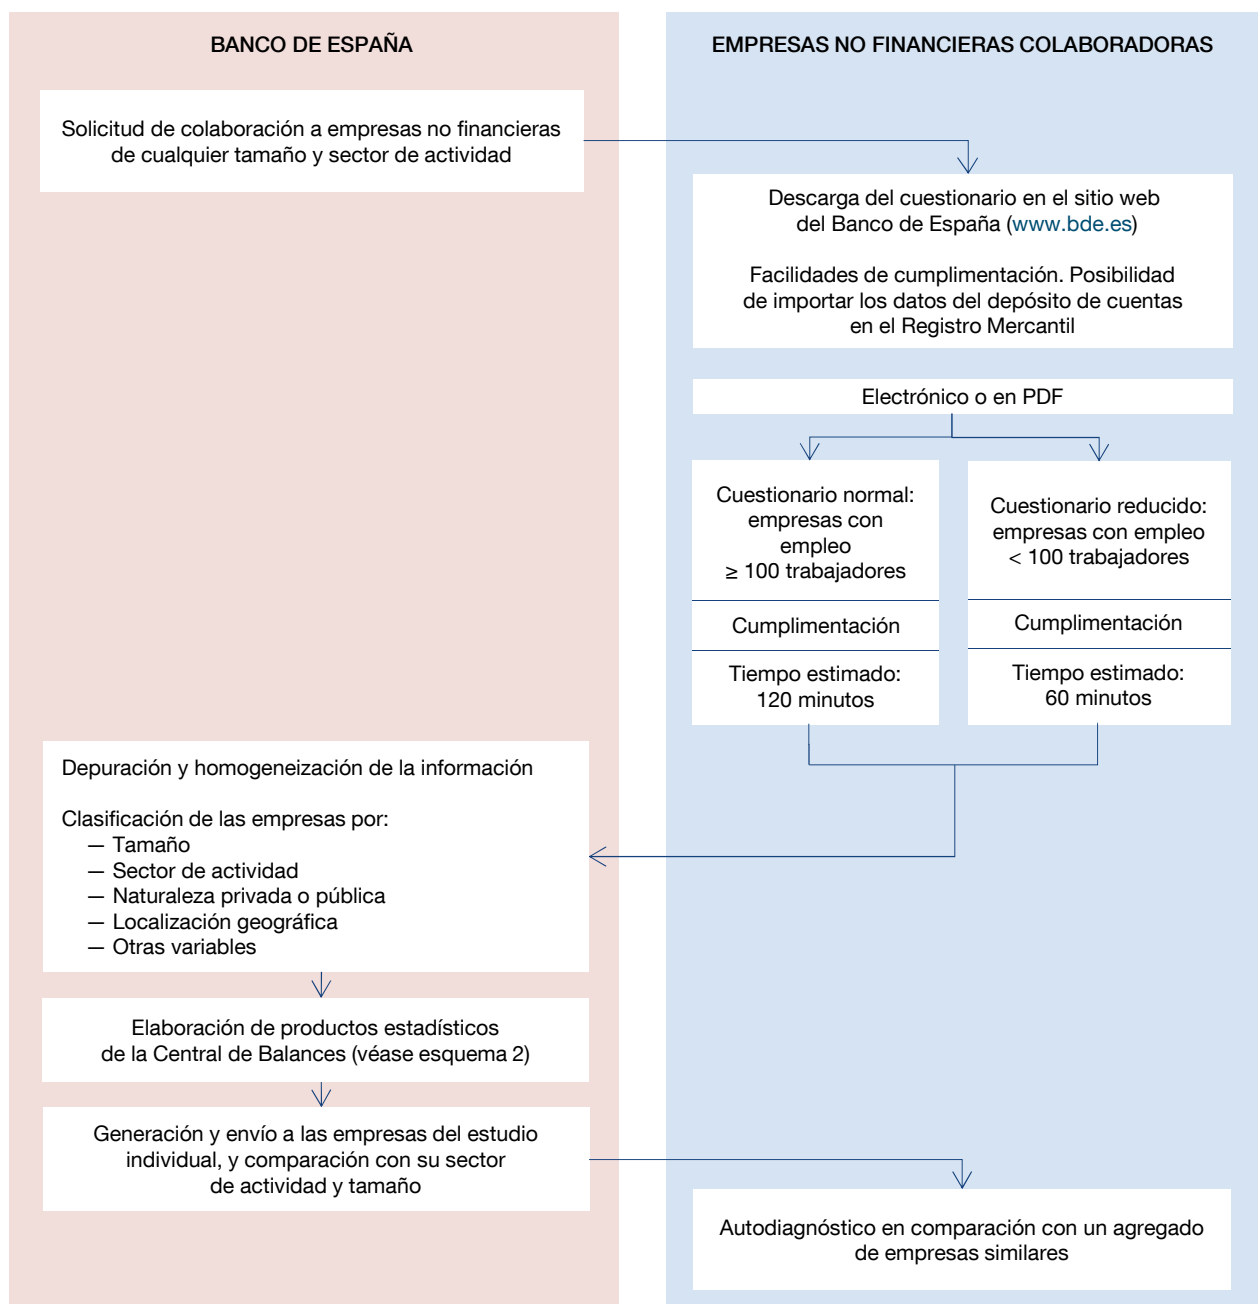 BANCO DE ESPAÑA
EMPRESAS NO FINANCIERAS COLABORADORAS
Solicitud de colaboración a empresas no financieras
de cualquier tamaño y sector de actividad
Descarga del cuestionario en el sitio web
del Banco de España (www.bde.es)
Facilidades de cumplimentación. Posibilidad
de importar los datos del depósito de cuentas
en el Registro Mercantil
Electrónico o en PDF
Cuestionario normal:
empresas con
empleo
≥ 100 trabajadores
Cumplimentación
Tiempo estimado:
120 minutos
Cuestionario reducido:
empresas con empleo
< 100 trabajadores
Cumplimentación
Tiempo estimado:
60 minutos
Depuración y homogeneización de la información
Clasificación de las empresas por:
— Tamaño
— Sector de actividad
— Naturaleza privada o pública
— Localización geográfica
— Otras variables
Elaboración de productos estadísticos
de la Central de Balances (véase esquema 2)
Generación y envío a las empresas del estudio
individual, y comparación con su sector
de actividad y tamaño
Autodiagnóstico en comparación con un agregado
de empresas similares